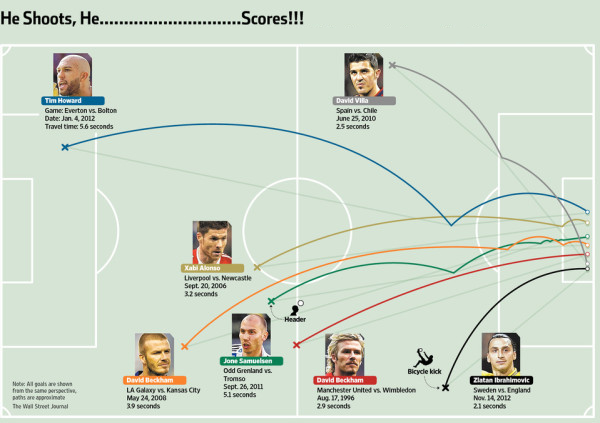 He Shoots, He..............................Scores!!!
Tim Howard
Game: Everton vs. Bolton
Date: Jan. 4, 2012
Travel time: 5.6 seconds
David Villa
Spain vs. Chile
June 25, 2010
2.5 seconds
Xabi Alonso
Liverpool vs. Newcastle
Sept. 20, 2006
3.2 seconds
Header
Jone Samuelsen
Odd Grenland vs.
Tromso
Sept. 26, 2011
5.1 seconds
David Beckham
LA Galaxy vs. Kansas City
May 24, 2008
3.9 seconds
David Beckham
Manchester United vs. Wimbledon
Aug. 17, 1996
2.9 seconds
Bicycle kick
Zlatan Ibrahimovic
Sweden vs. England
Nov. 14, 2012
2.1 seconds
Note: All goals are shown
from the same perspective,
paths are approximate
The Wall Street Journal